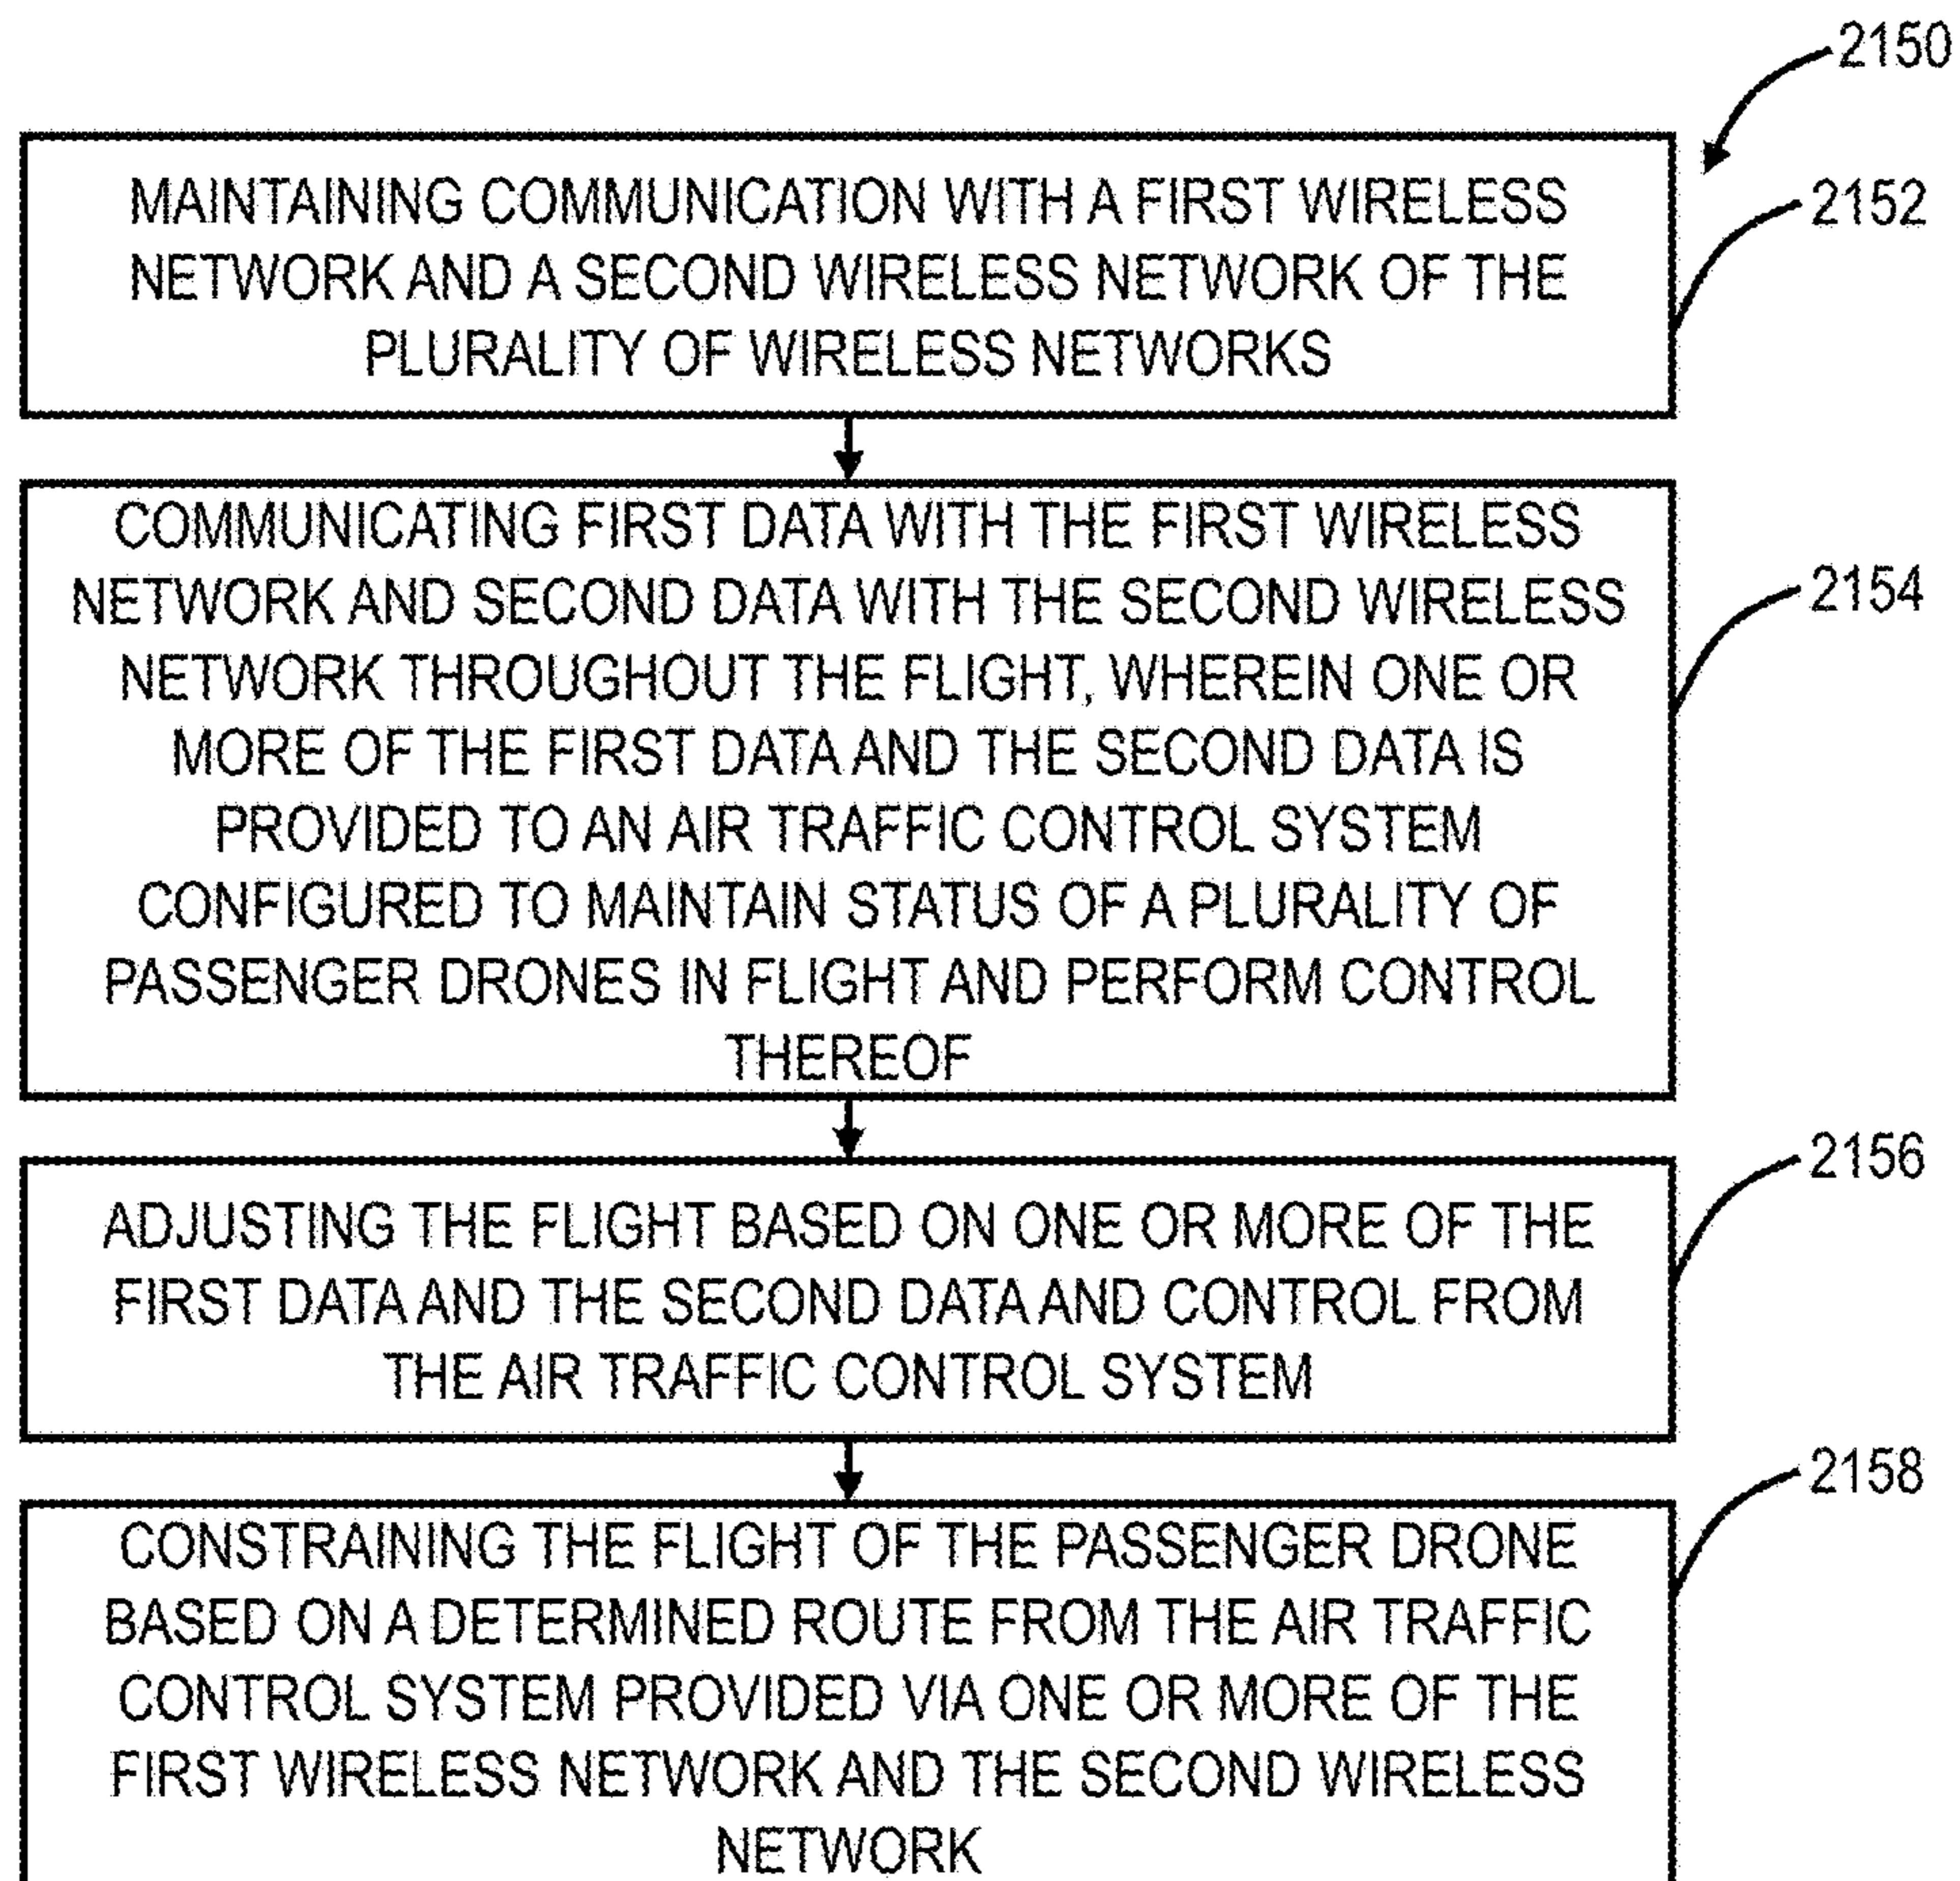 2150
MAINTAINING COMMUNICATION WITH A FIRST WIRELESS
NETWORK AND A SECOND WIRELESS NETWORK OF THE
PLURALITY OF WIRELESS NETWORKS
2152
COMMUNICATING FIRST DATA WITH THE FIRST WIRELESS
NETWORK AND SECOND DATA WITH THE SECOND WIRELESS
NETWORK THROUGHOUT THE FLIGHT, WHEREIN ONE OR
MORE OF THE FIRST DATA AND THE SECOND DATA IS
PROVIDED TO AN AIR TRAFFIC CONTROL SYSTEM
CONFIGURED TO MAINTAIN STATUS OF A PLURALITY OF
PASSENGER DRONES IN FLIGHT AND PERFORM CONTROL
THEREOF
2154
ADJUSTING THE FLIGHT BASED ON ONE OR MORE OF THE
FIRST DATA AND THE SECOND DATA AND CONTROL FROM
THE AIR TRAFFIC CONTROL SYSTEM
2156
CONSTRAINING THE FLIGHT OF THE PASSENGER DRONE
BASED ON A DETERMINED ROUTE FROM THE AIR TRAFFIC
CONTROL SYSTEM PROVIDED VIA ONE OR MORE OF THE
FIRST WIRELESS NETWORK AND THE SECOND WIRELESS
NETWORK
2158